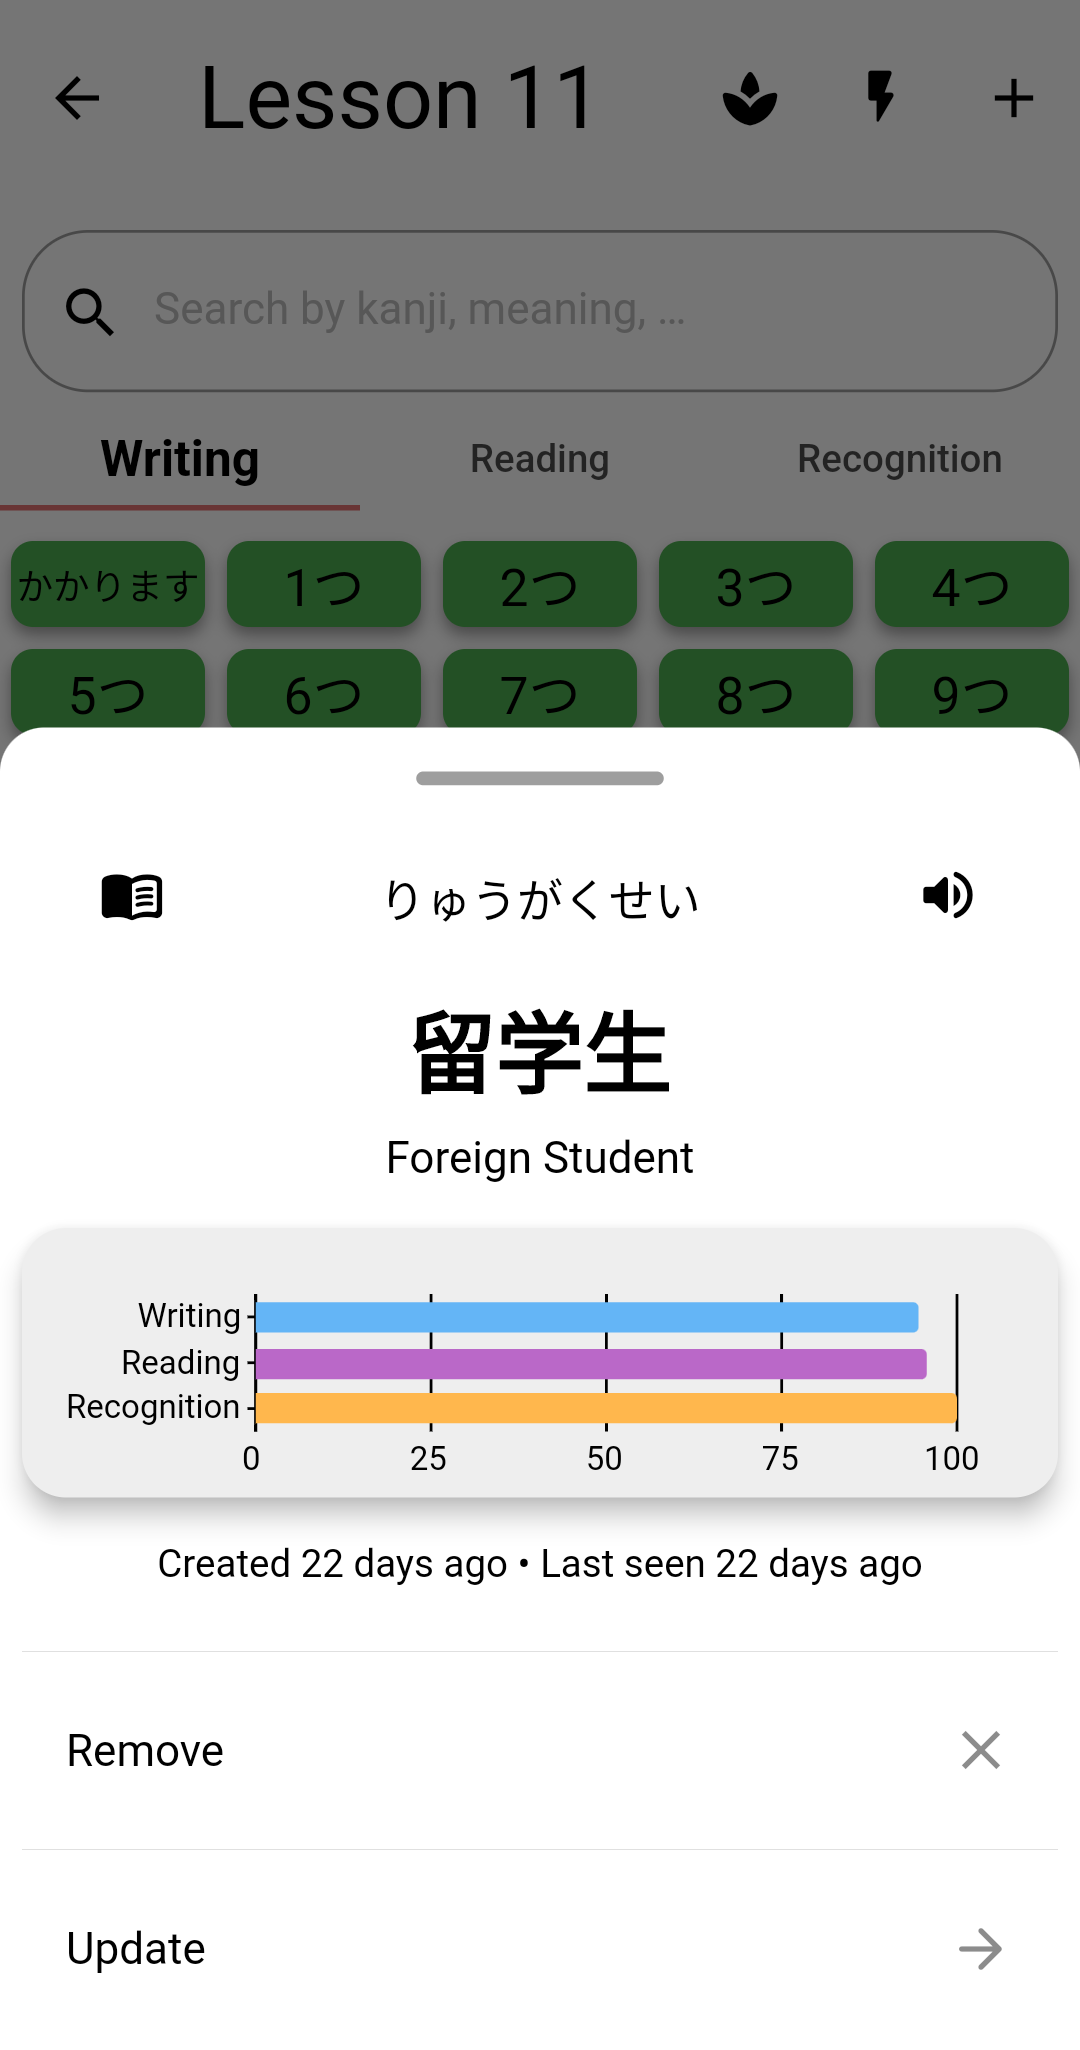 Lesson 11
Search by kanji, meaning, ...
Writing Reading Recognition
かかります 1つ 2つ 3つ 4つ
5つ 6つ 7つ 8つ 9つ
りゅうがくせい
留学生
Foreign Student
Writing
Reading
Recognition
0 25 50 75 100
Created 22 days ago • Last seen 22 days ago
Remove
Update